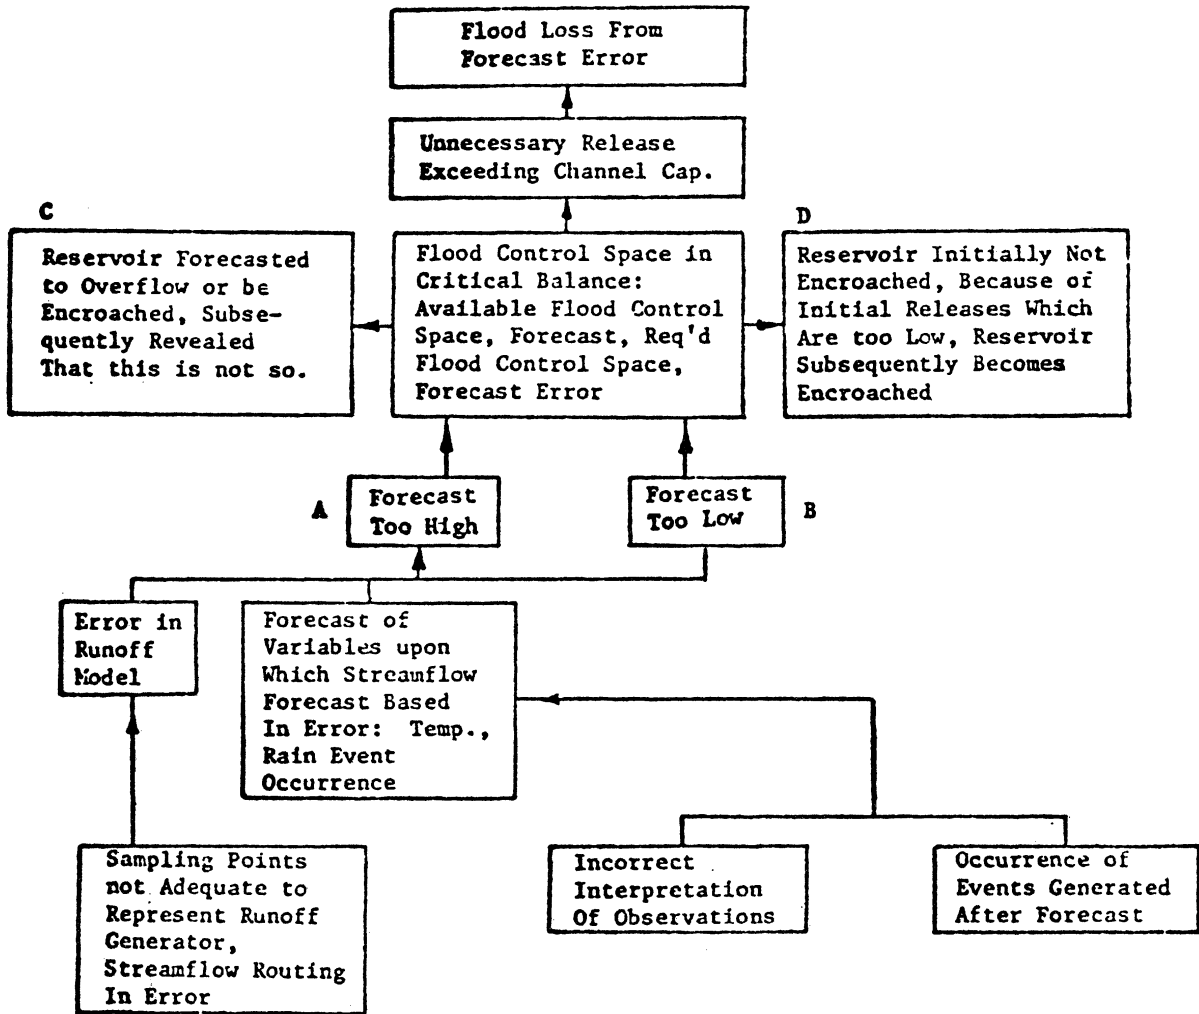 Flood Loss From
Forecast Error
Unnecessary Release
Exceeding Channel Cap.
C
Reservoir Forecasted
to Overflow or be
Encroached, Subse-
quently Revealed
That this is not so.
Flood Control Space in
Critical Balance:
Available Flood Control
Space, Forecast, Req'd
Flood Control Space,
Forecast Error
D
Reservoir Initially Not
Encroached, Because of
Initial Releases Which
Are too Low, Reservoir
Subsequently Becomes
Encroached
A
Forecast
Too High
Forecast
Too Low
B
Error in
Runoff
Model
Forecast of
Variables upon
Which Streamflow
Forecast Based
In Error: Temp.,
Rain Event
Occurrence
Sampling Points
not Adequate to
Represent Runoff
Generator,
Streamflow Routing
In Error
Incorrect
Interpretation
Of Observations
Occurrence of
Events Generated
After Forecast